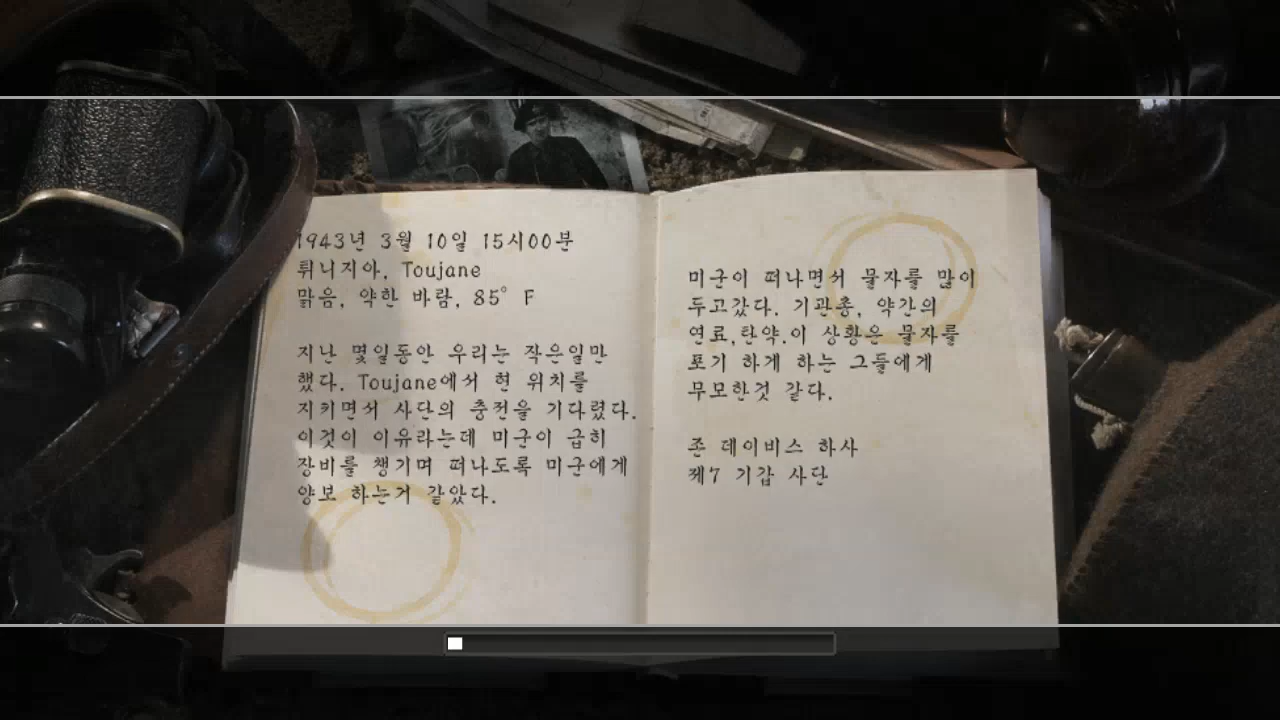 1943년 3월 10일 15시00분
튀니지아, Toujane
맑음, 약한 바람, 85° F
지난 몇일동안 우리는 작은일만
했다. Toujane에서 현 위치를
지키면서 사단의 충전을 기다렸다.
이것이 이유라는데 미군이 급히
장비를 챙기며 떠나도록 미군에게
양보 하는거 같았다.
미군이 떠나면서 물자를 많이
두고갔다. 기관총, 약간의
연료,탄약.이 상황은 물자를
포기 하게 하는 그들에게
무모한것 같다.
존 데이비스 하사
제7 기갑 사단